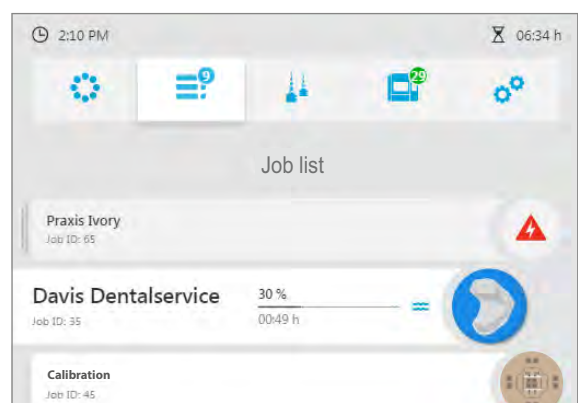 2:10 PM
06:34 h
9
29
Job list
Praxis Ivory
Job ID: 65
Davis Dentalservice
Job ID: 35
30 %
00:49 h
Calibration
Job ID: 45